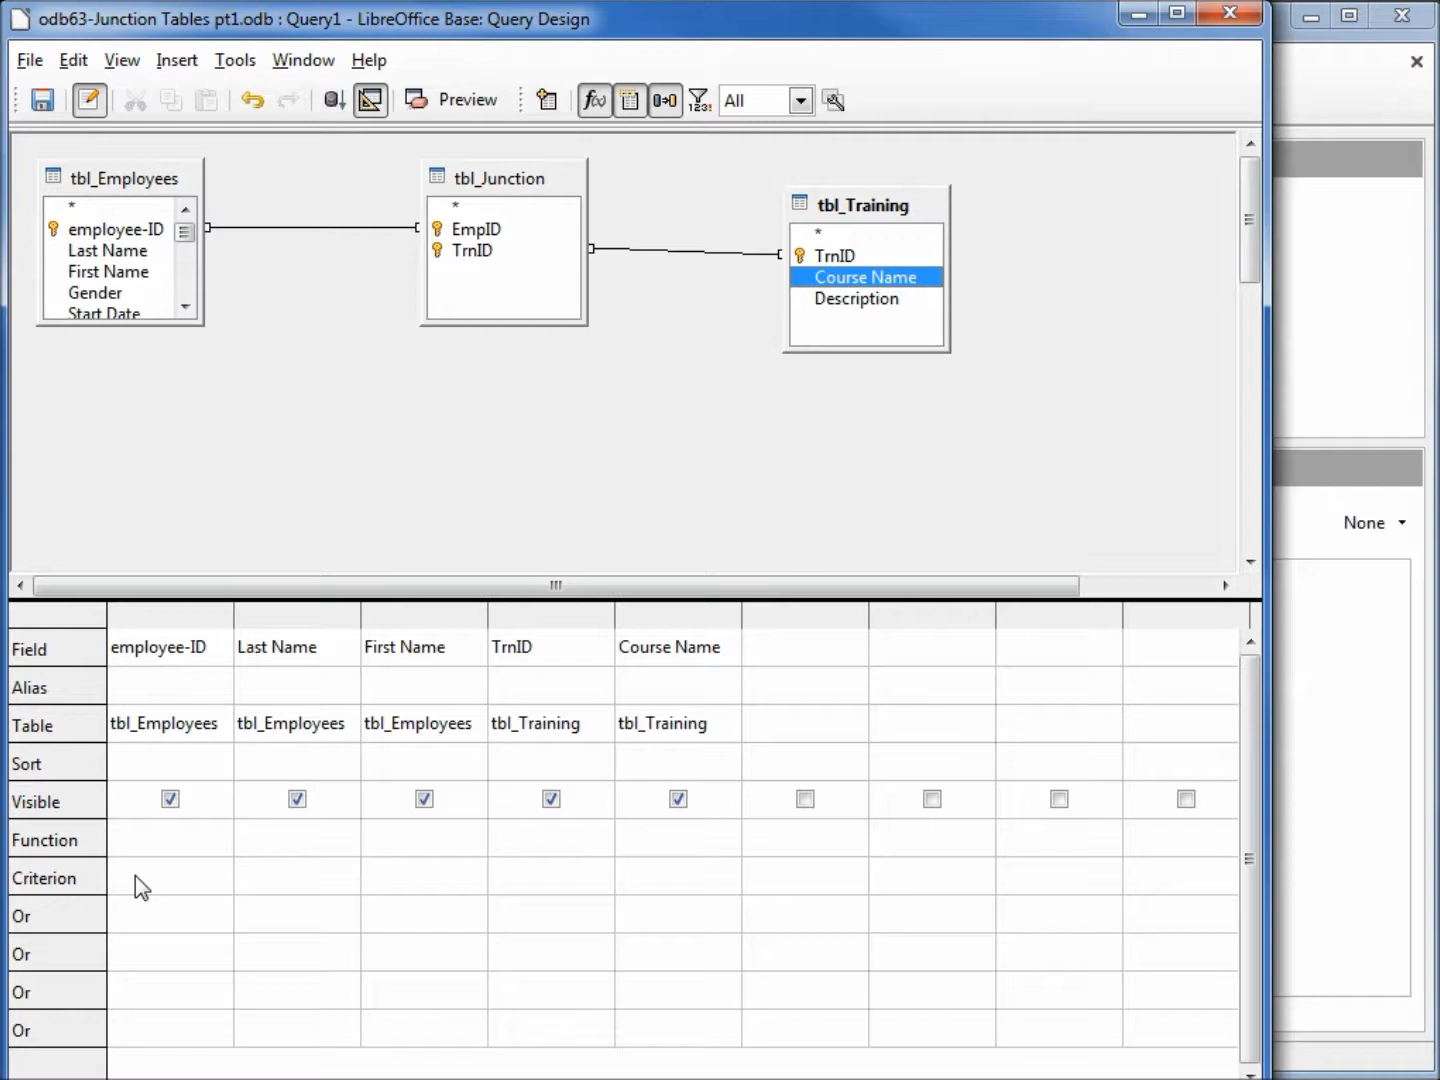 odb63-Junction Tables pt1.odb : Query1 - LibreOffice Base: Query Design
File Edit View Insert Tools Window Help
Preview f(x) 123! All
tbl_Employees
*
employee-ID
Last Name
First Name
Gender
Start Date
tbl_Junction
*
EmpID
TrnID
tbl_Training
*
TrnID
Course Name
Description
None
Field employee-ID Last Name First Name TrnID Course Name
Alias
Table tbl_Employees tbl_Employees tbl_Employees tbl_Training tbl_Training
Sort
Visible
Function
Criterion
Or
Or
Or
Or